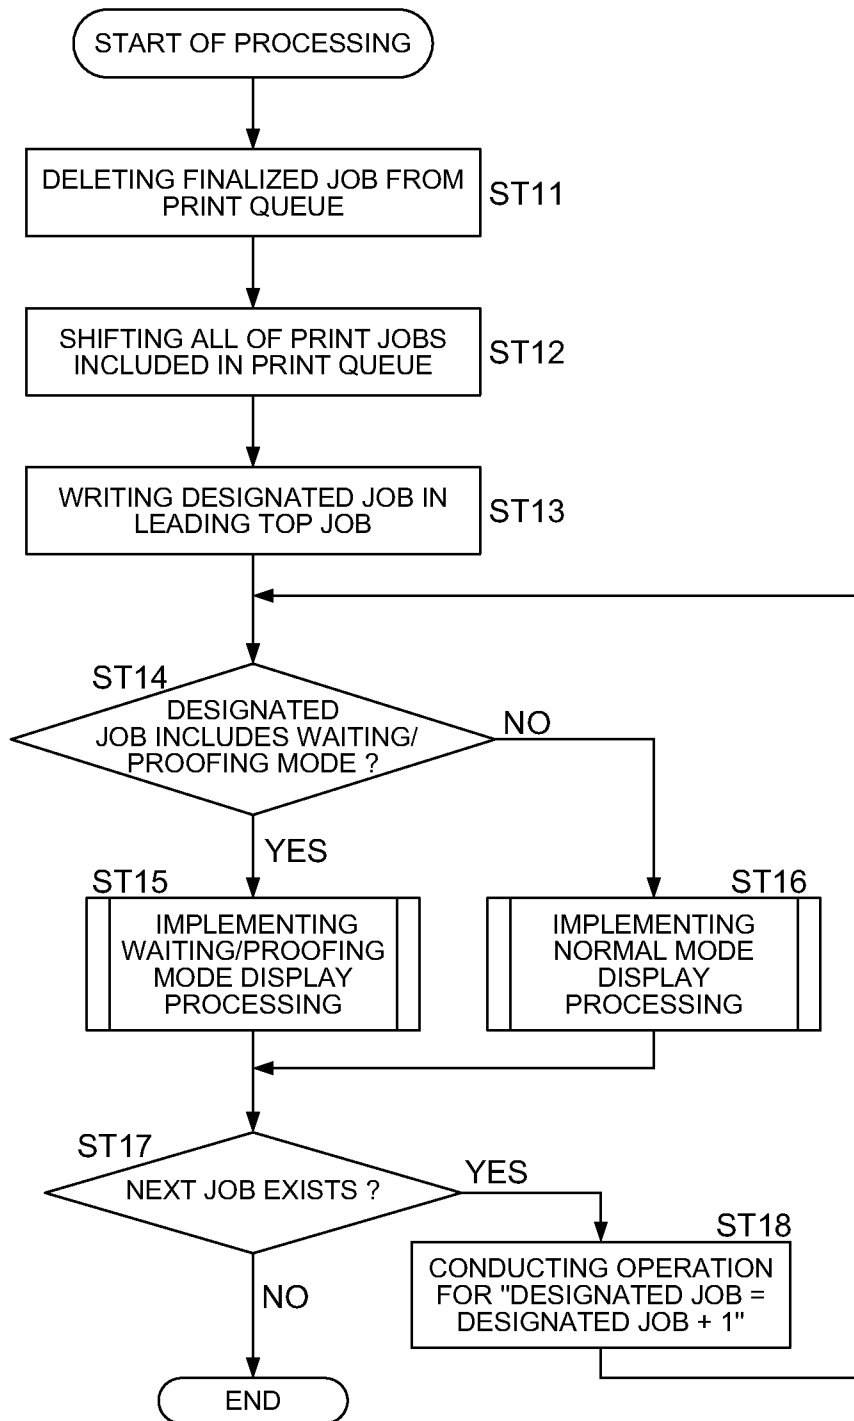 START OF PROCESSING
DELETING FINALIZED JOB FROM
PRINT QUEUE
ST11
SHIFTING ALL OF PRINT JOBS
INCLUDED IN PRINT QUEUE
ST12
WRITING DESIGNATED JOB IN
LEADING TOP JOB
ST13
ST14
DESIGNATED
JOB INCLUDES WAITING/
PROOFING MODE ?
NO
YES
ST15
IMPLEMENTING
WAITING/PROOFING
MODE DISPLAY
PROCESSING
ST16
IMPLEMENTING
NORMAL MODE
DISPLAY
PROCESSING
ST17
NEXT JOB EXISTS ?
YES
NO
ST18
CONDUCTING OPERATION
FOR "DESIGNATED JOB =
DESIGNATED JOB + 1"
END